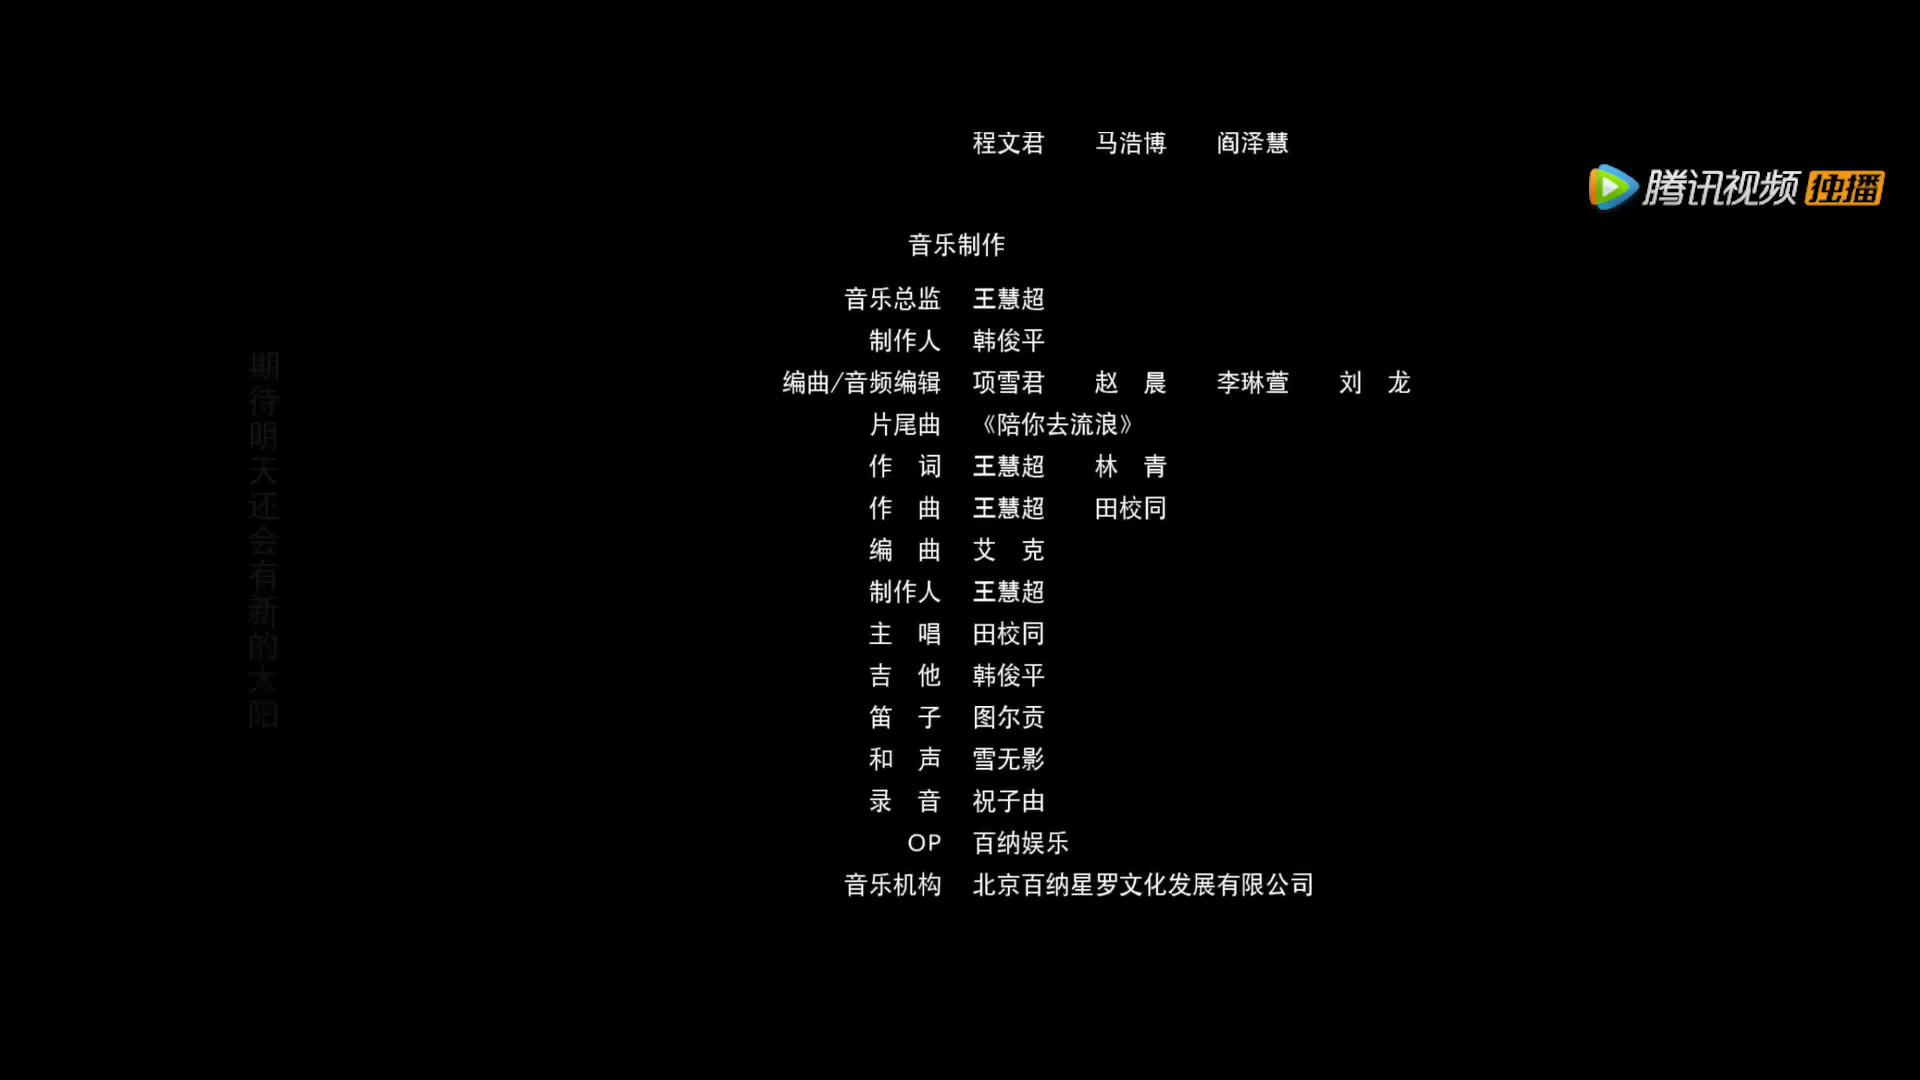 程文君 马浩博 阎泽慧
腾讯视频 独播
音乐制作
音乐总监 王慧超
制作人 韩俊平
编曲/音频编辑 项雪君 赵 晨 李琳萱 刘 龙
片尾曲 《陪你去流浪》
作 词 王慧超 林 青
作 曲 王慧超 田校同
编 曲 艾 克
制作人 王慧超
主 唱 田校同
吉 他 韩俊平
笛 子 图尔贡
和 声 雪无影
录 音 祝子由
OP 百纳娱乐
音乐机构 北京百纳星罗文化发展有限公司
期待明天还会有新的太阳